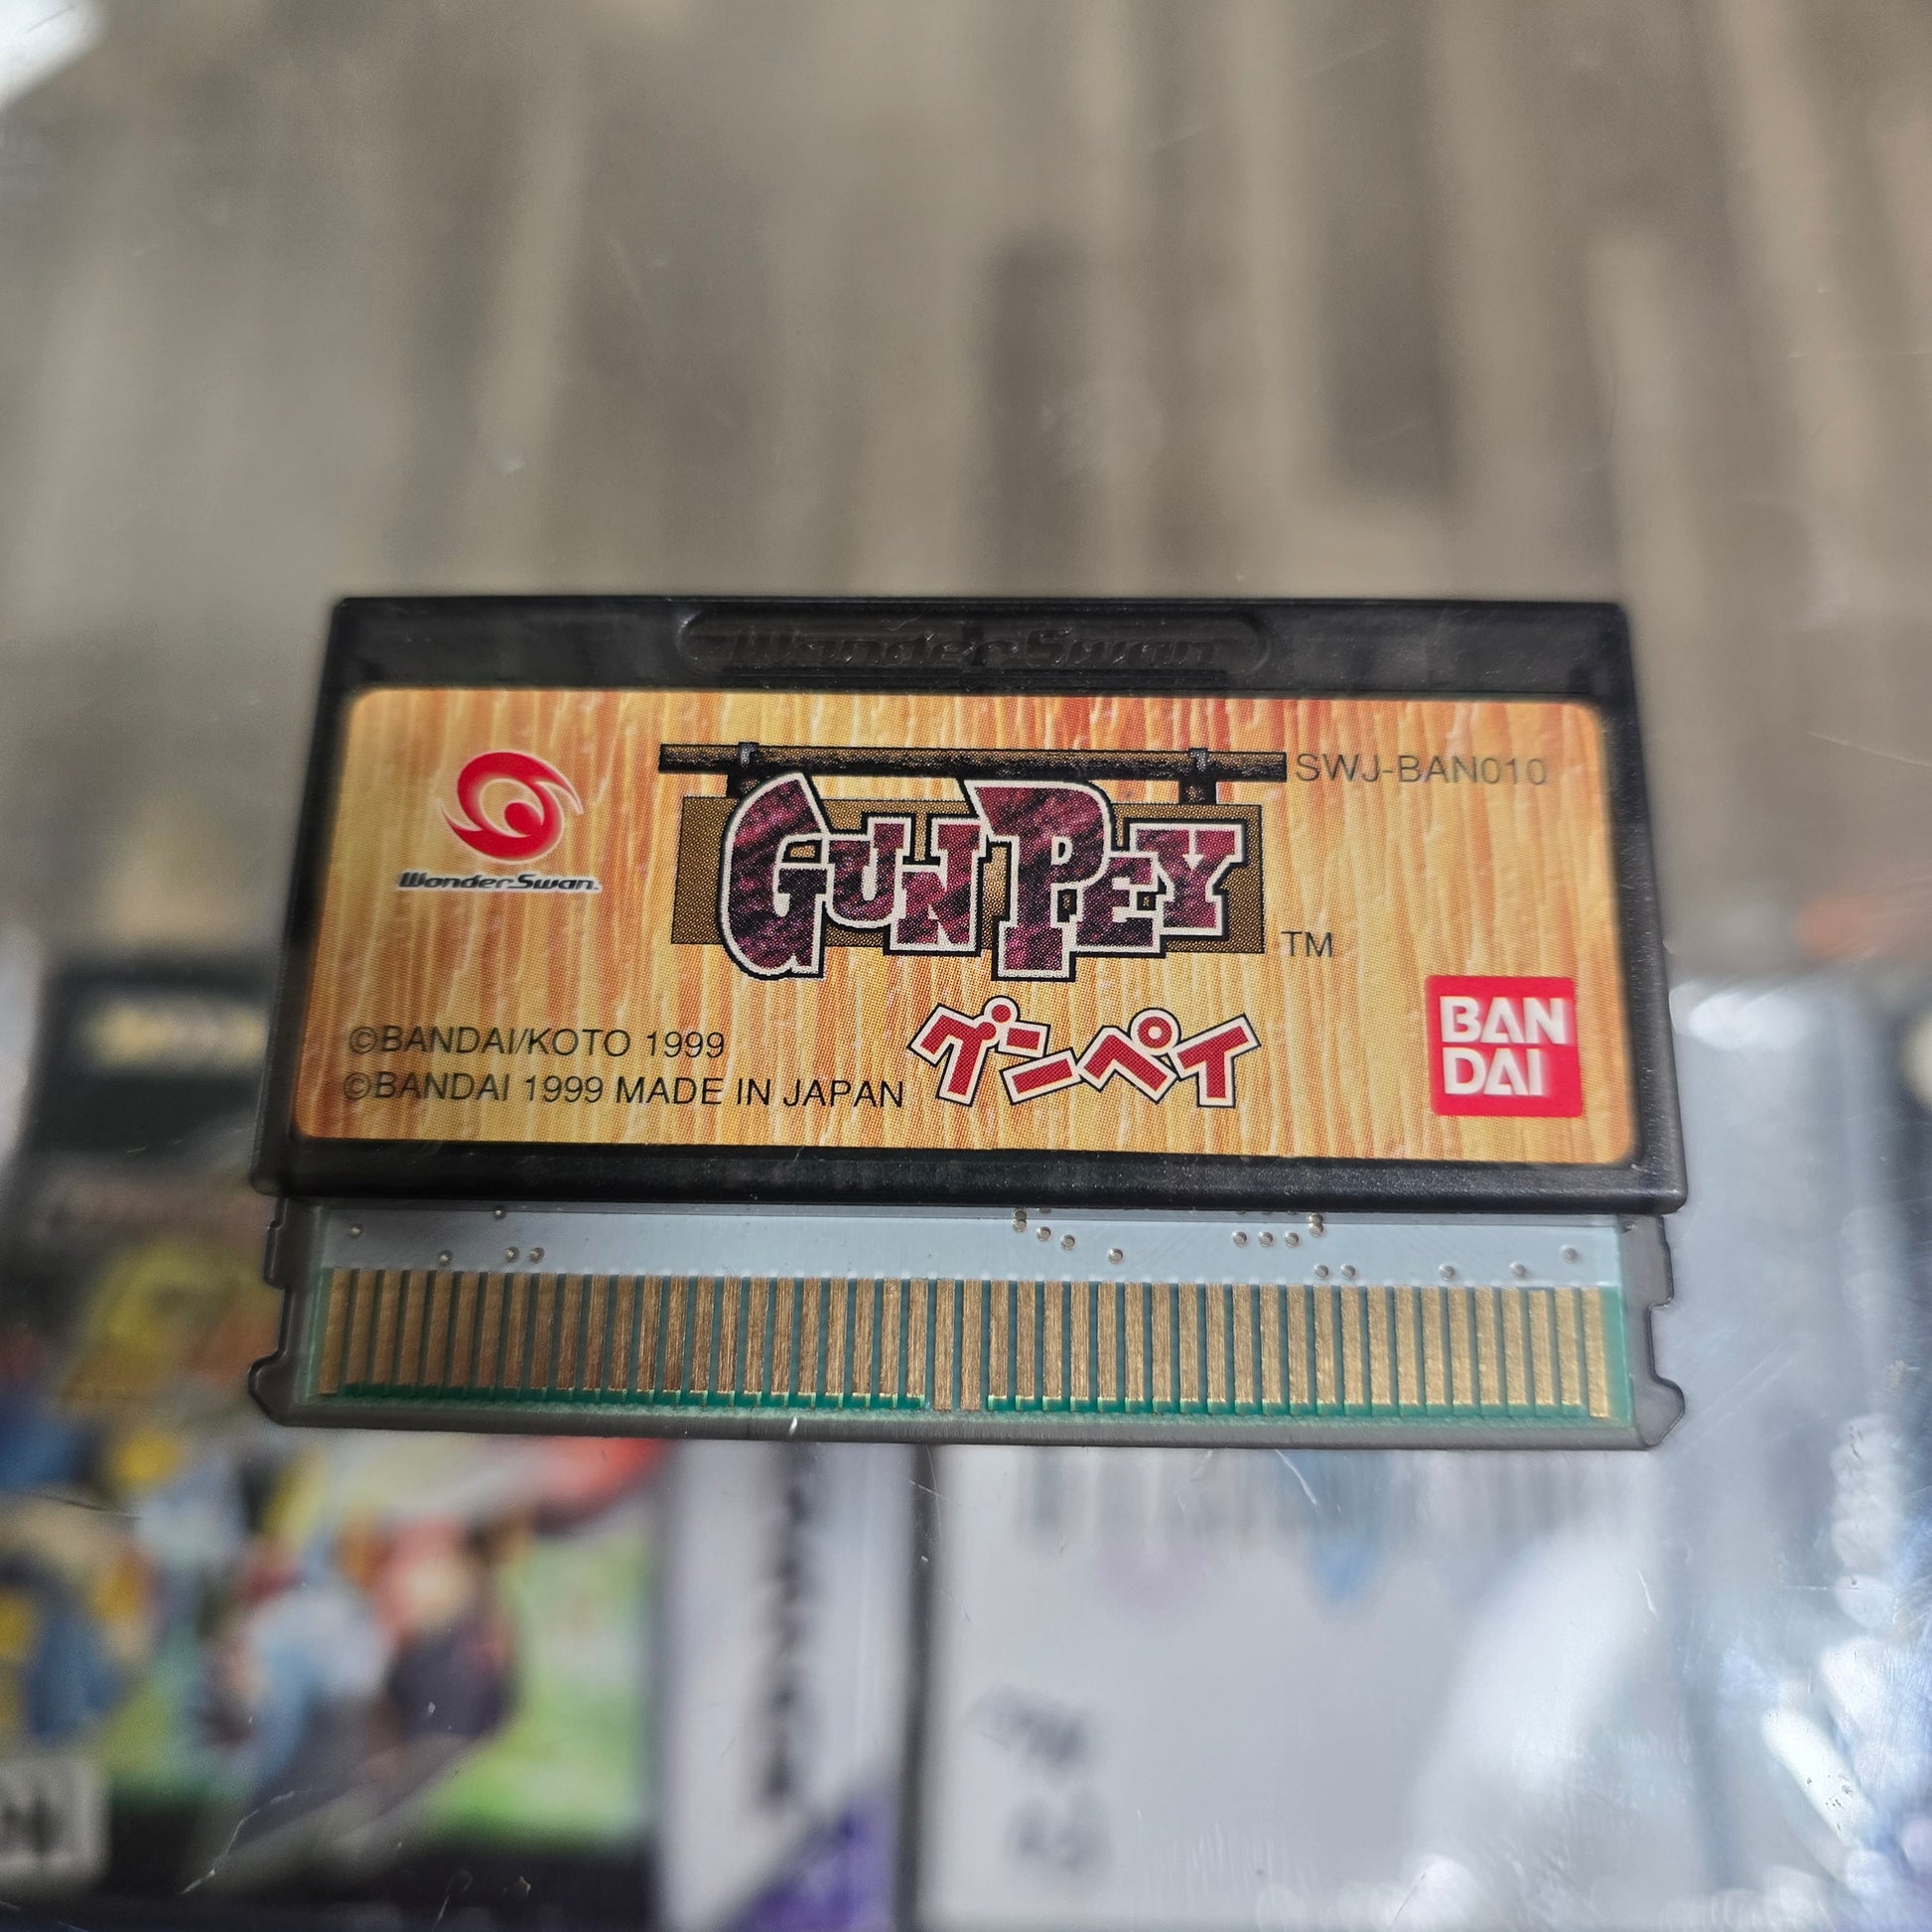 WonderSwan
SWJ-BAN010
GUNPEY
WonderSwan
TM
グンペイ
BAN
DAI
©BANDAI/KOTO 1999
©BANDAI 1999 MADE IN JAPAN